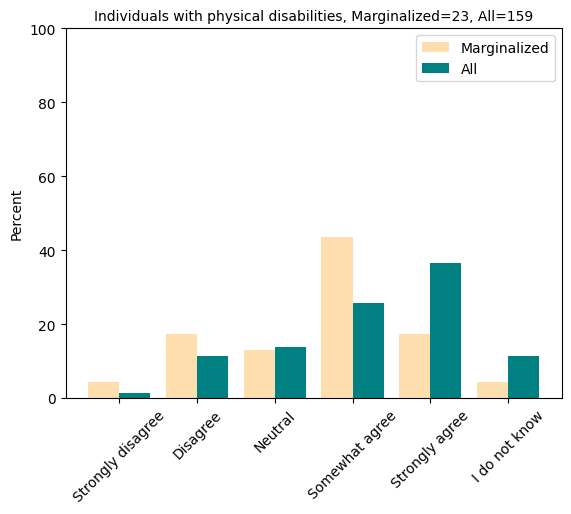 Individuals with physical disabilities, Marginalized=23, All=159
Marginalized
All
Percent
100
80
60
40
20
0
Strongly disagree
Disagree
Neutral
Somewhat agree
Strongly agree
I do not know